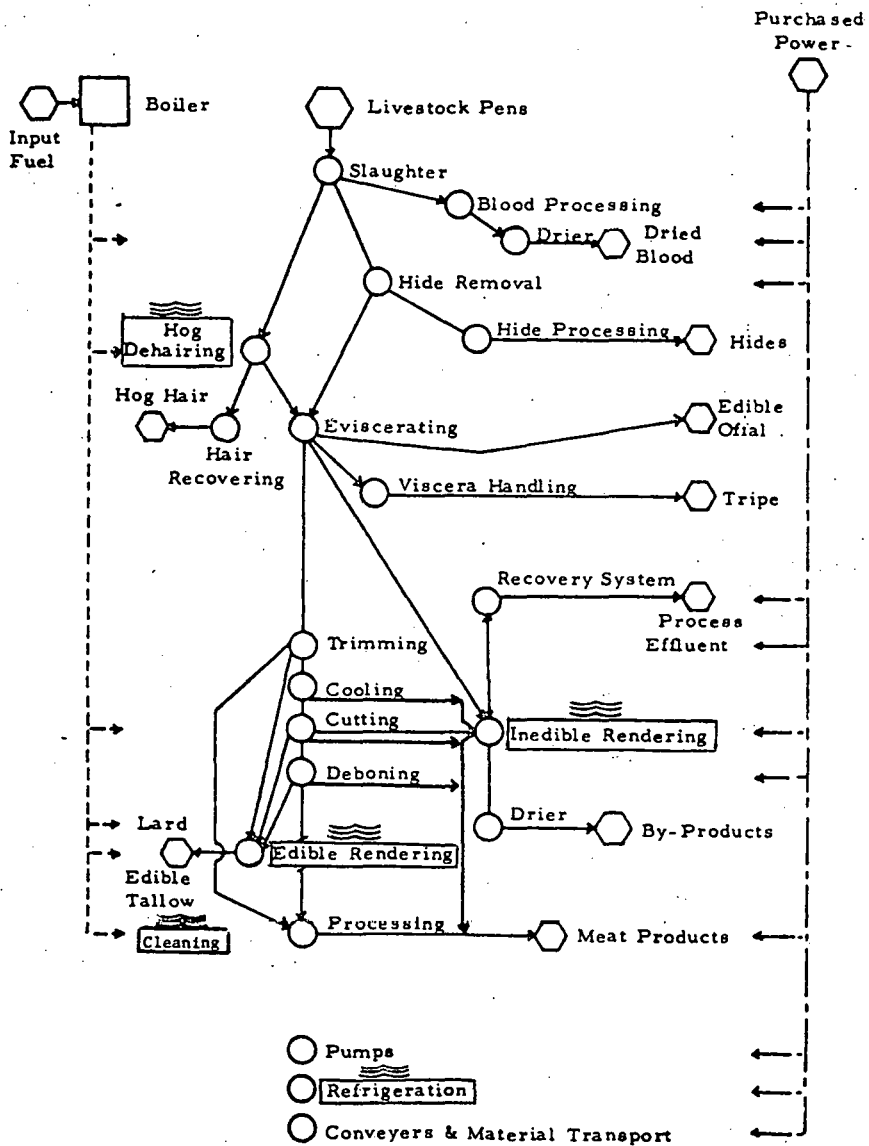 Purchased
Power -
Boiler
Livestock Pens
Input
Fuel
Slaughter
Blood Processing
Drier
Dried
Blood
Hide Removal
Hog
Dehairing
Hide Processing
Hides
Hog Hair
Edible
Ofial
Eviscerating
Hair
Recovering
Viscera Handling
Tripe
Recovery System
Process
Effluent
Trimming
Cooling
Cutting
Inedible Rendering
Deboning
Lard
Drier
By-Products
Edible Rendering
Edible
Tallow
Processing
Cleaning
Meat Products
Pumps
Refrigeration
Conveyers & Material Transport